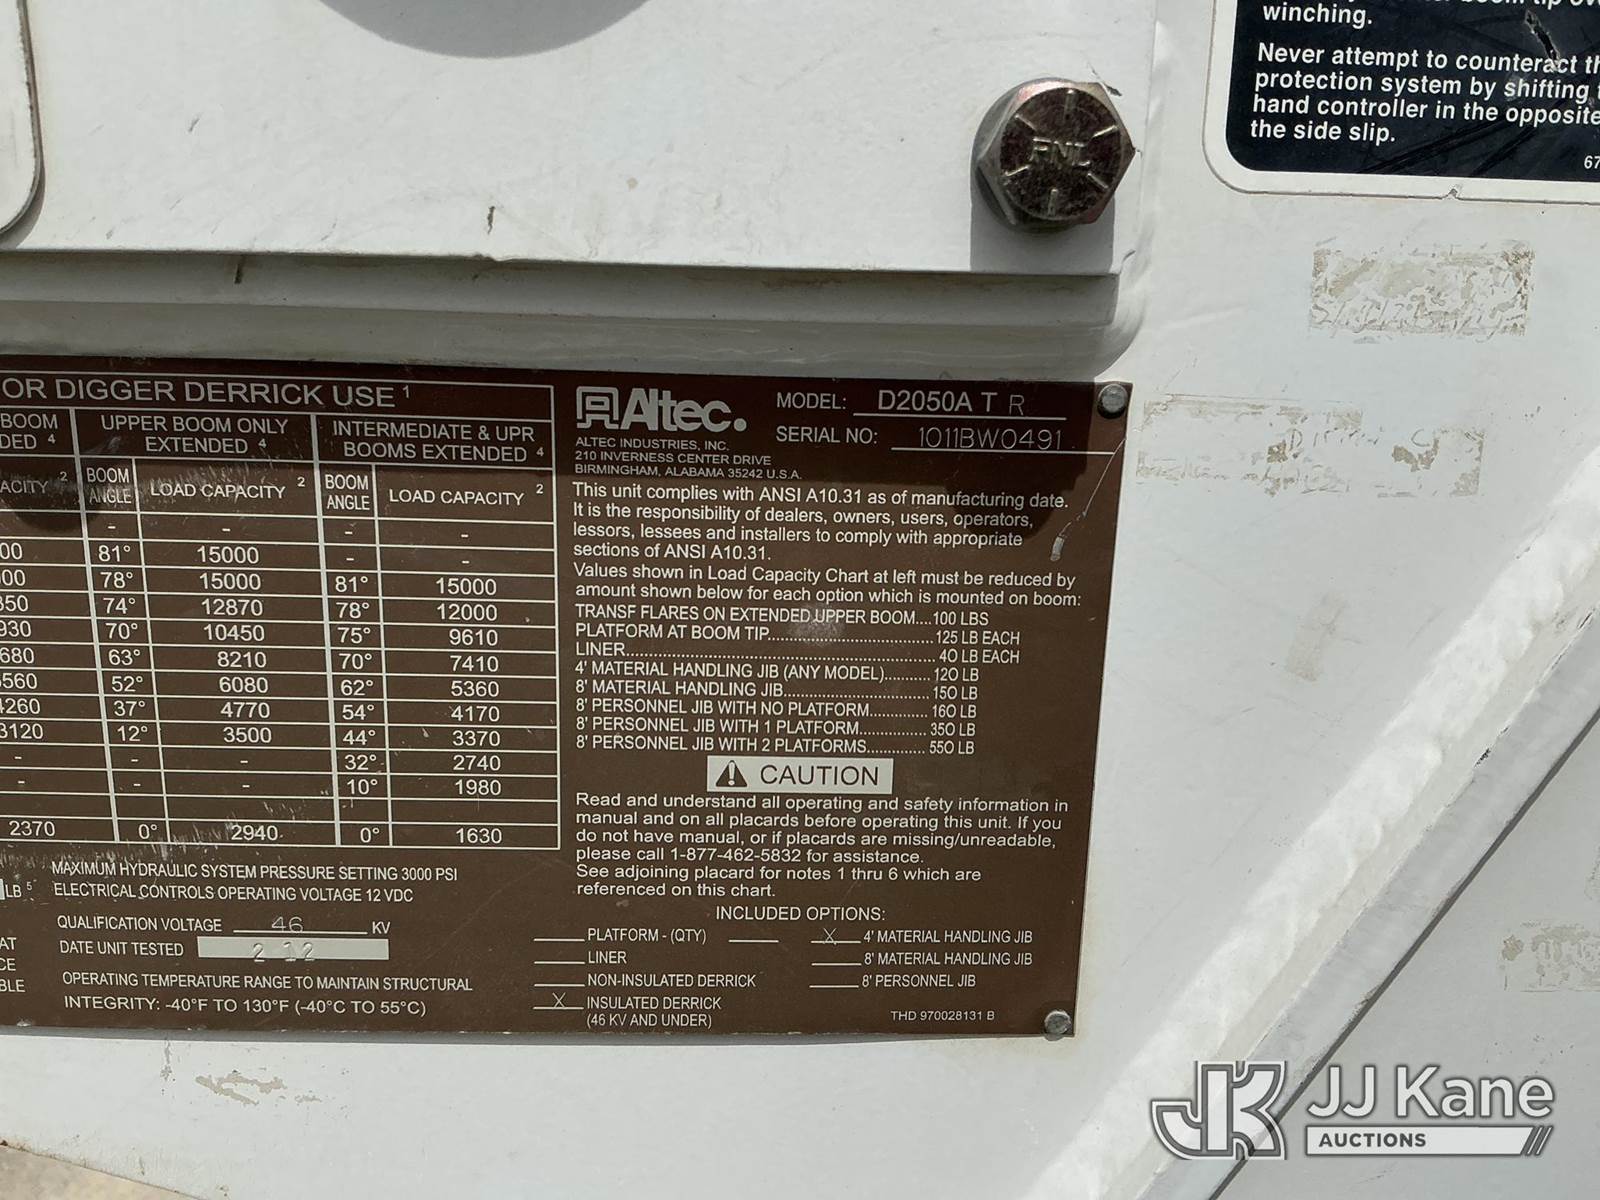 winching.
Never attempt to counteract
protection system by shifting
hand controller in the opposite
the side slip.
67
PNL
OR DIGGER DERRICK USE 1
BOOM
DED 4
UPPER BOOM ONLY
EXTENDED 4
INTERMEDIATE & UPR
BOOMS EXTENDED 4
ACITY 2
BOOM
ANGLE
LOAD CAPACITY 2
BOOM
ANGLE
LOAD CAPACITY 2
- - - -
00 81° 15000 - -
00 78° 15000 81° 15000
350 74° 12870 78° 12000
930 70° 10450 75° 9610
680 63° 8210 70° 7410
560 52° 6080 62° 5360
4260 37° 4770 54° 4170
3120 12° 3500 44° 3370
- - - 32° 2740
- - - 10° 1980
2370 0° 2940 0° 1630
MAXIMUM HYDRAULIC SYSTEM PRESSURE SETTING 3000 PSI
LB 5 ELECTRICAL CONTROLS OPERATING VOLTAGE 12 VDC
QUALIFICATION VOLTAGE 46 KV
DATE UNIT TESTED 2 12
OPERATING TEMPERATURE RANGE TO MAINTAIN STRUCTURAL
INTEGRITY: -40°F TO 130°F (-40°C TO 55°C)
AT
CE
BLE
Altec.
ALTEC INDUSTRIES, INC.
210 INVERNESS CENTER DRIVE
BIRMINGHAM, ALABAMA 35242 U.S.A.
MODEL: D2050A T R
SERIAL NO: 1011BW0491
This unit complies with ANSI A10.31 as of manufacturing date.
It is the responsibility of dealers, owners, users, operators,
lessors, lessees and installers to comply with appropriate
sections of ANSI A10.31.
Values shown in Load Capacity Chart at left must be reduced by
amount shown below for each option which is mounted on boom:
TRANSF FLARES ON EXTENDED UPPER BOOM....100 LBS
PLATFORM AT BOOM TIP....125 LB EACH
LINER....40 LB EACH
4' MATERIAL HANDLING JIB (ANY MODEL)....120 LB
8' MATERIAL HANDLING JIB....150 LB
8' PERSONNEL JIB WITH NO PLATFORM....160 LB
8' PERSONNEL JIB WITH 1 PLATFORM....350 LB
8' PERSONNEL JIB WITH 2 PLATFORMS....550 LB
CAUTION
Read and understand all operating and safety information in
manual and on all placards before operating this unit. If you
do not have manual, or if placards are missing/unreadable,
please call 1-877-462-5832 for assistance.
See adjoining placard for notes 1 thru 6 which are
referenced on this chart.
INCLUDED OPTIONS:
PLATFORM - (QTY)
LINER
NON-INSULATED DERRICK
X INSULATED DERRICK
(46 KV AND UNDER)
X 4' MATERIAL HANDLING JIB
8' MATERIAL HANDLING JIB
8' PERSONNEL JIB
THD 970028131 B
JK JJ Kane
AUCTIONS